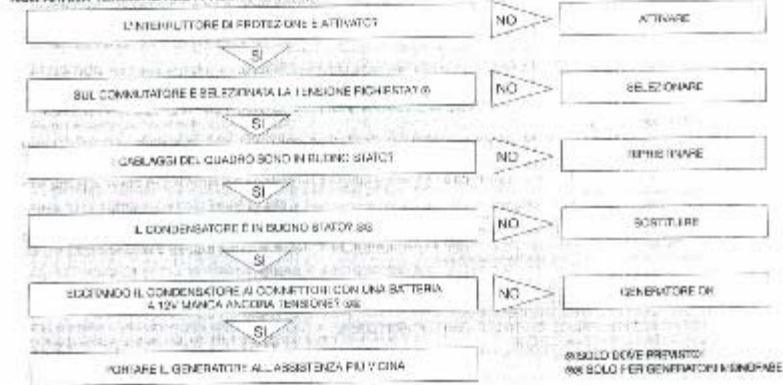 L'INTERRUTTORE DI PROTEZIONE È ATTIVATO?
NO
ATTIVARE
SI
SUL COMMUTATORE È SELEZIONATA LA TENSIONE RICHIESTA? ⊗
NO
SELEZIONARE
SI
I CABLAGGI DEL QUADRO SONO IN BUONO STATO?
NO
RIPRISTINARE
SI
IL CONDENSATORE È IN BUONO STATO? ⊗⊗
NO
SOSTITUIRE
SI
ECCITANDO IL CONDENSATORE AI CONNETTORI CON UNA BATTERIA
A 12V MANCA ANCORA TENSIONE? ⊗⊗
NO
GENERATORE OK
SI
PORTARE IL GENERATORE ALL'ASSISTENZA PIÙ VICINA
⊗ SOLO DOVE PREVISTO
⊗⊗ SOLO PER GENERATORI MONOFASE